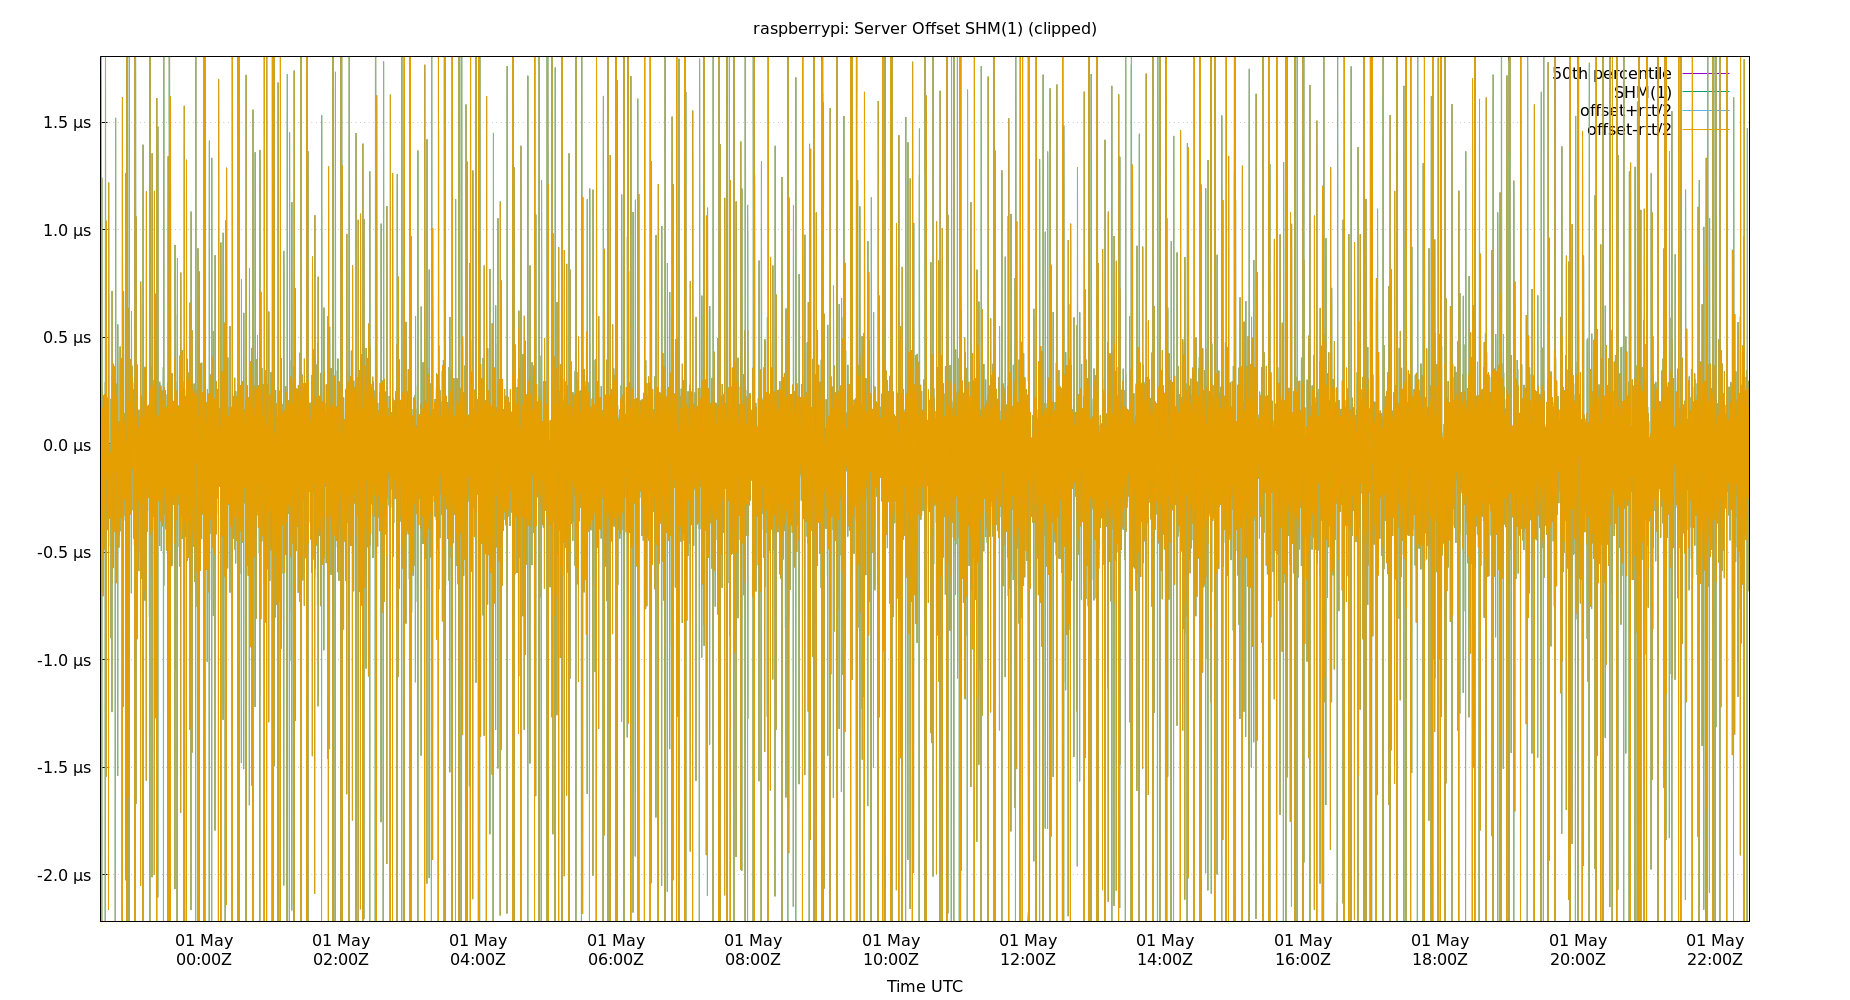 raspberrypi: Server Offset SHM(1) (clipped)
50th percentile
SHM(1)
offset+rtt/2
offset-rtt/2
1.5 µs
1.0 µs
0.5 µs
0.0 µs
-0.5 µs
-1.0 µs
-1.5 µs
-2.0 µs
01 May 01 May 01 May 01 May 01 May 01 May 01 May 01 May 01 May 01 May 01 May 01 May
00:00Z 02:00Z 04:00Z 06:00Z 08:00Z 10:00Z 12:00Z 14:00Z 16:00Z 18:00Z 20:00Z 22:00Z
Time UTC